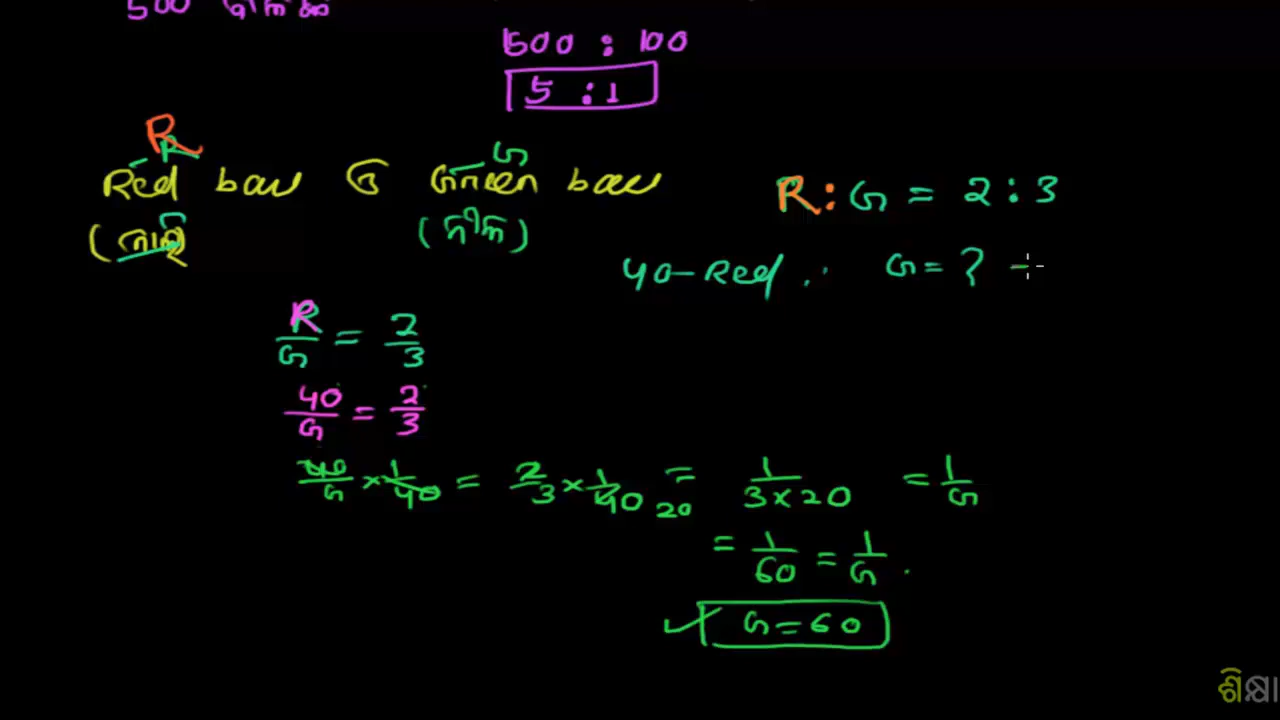 500
500 : 100
5 : 1
R
R G
Red ball ଓ Green ball
(ନାଲି) (ନୀଳ)
R : G = 2 : 3
40-Red . G = ?
R/G = 2/3
40/G = 2/3
40/G × 1/40 = 2/3 × 1/40 20 = 1/3×20 = 1/G
= 1/60 = 1/G .
G = 60
ଶିକ୍ଷା